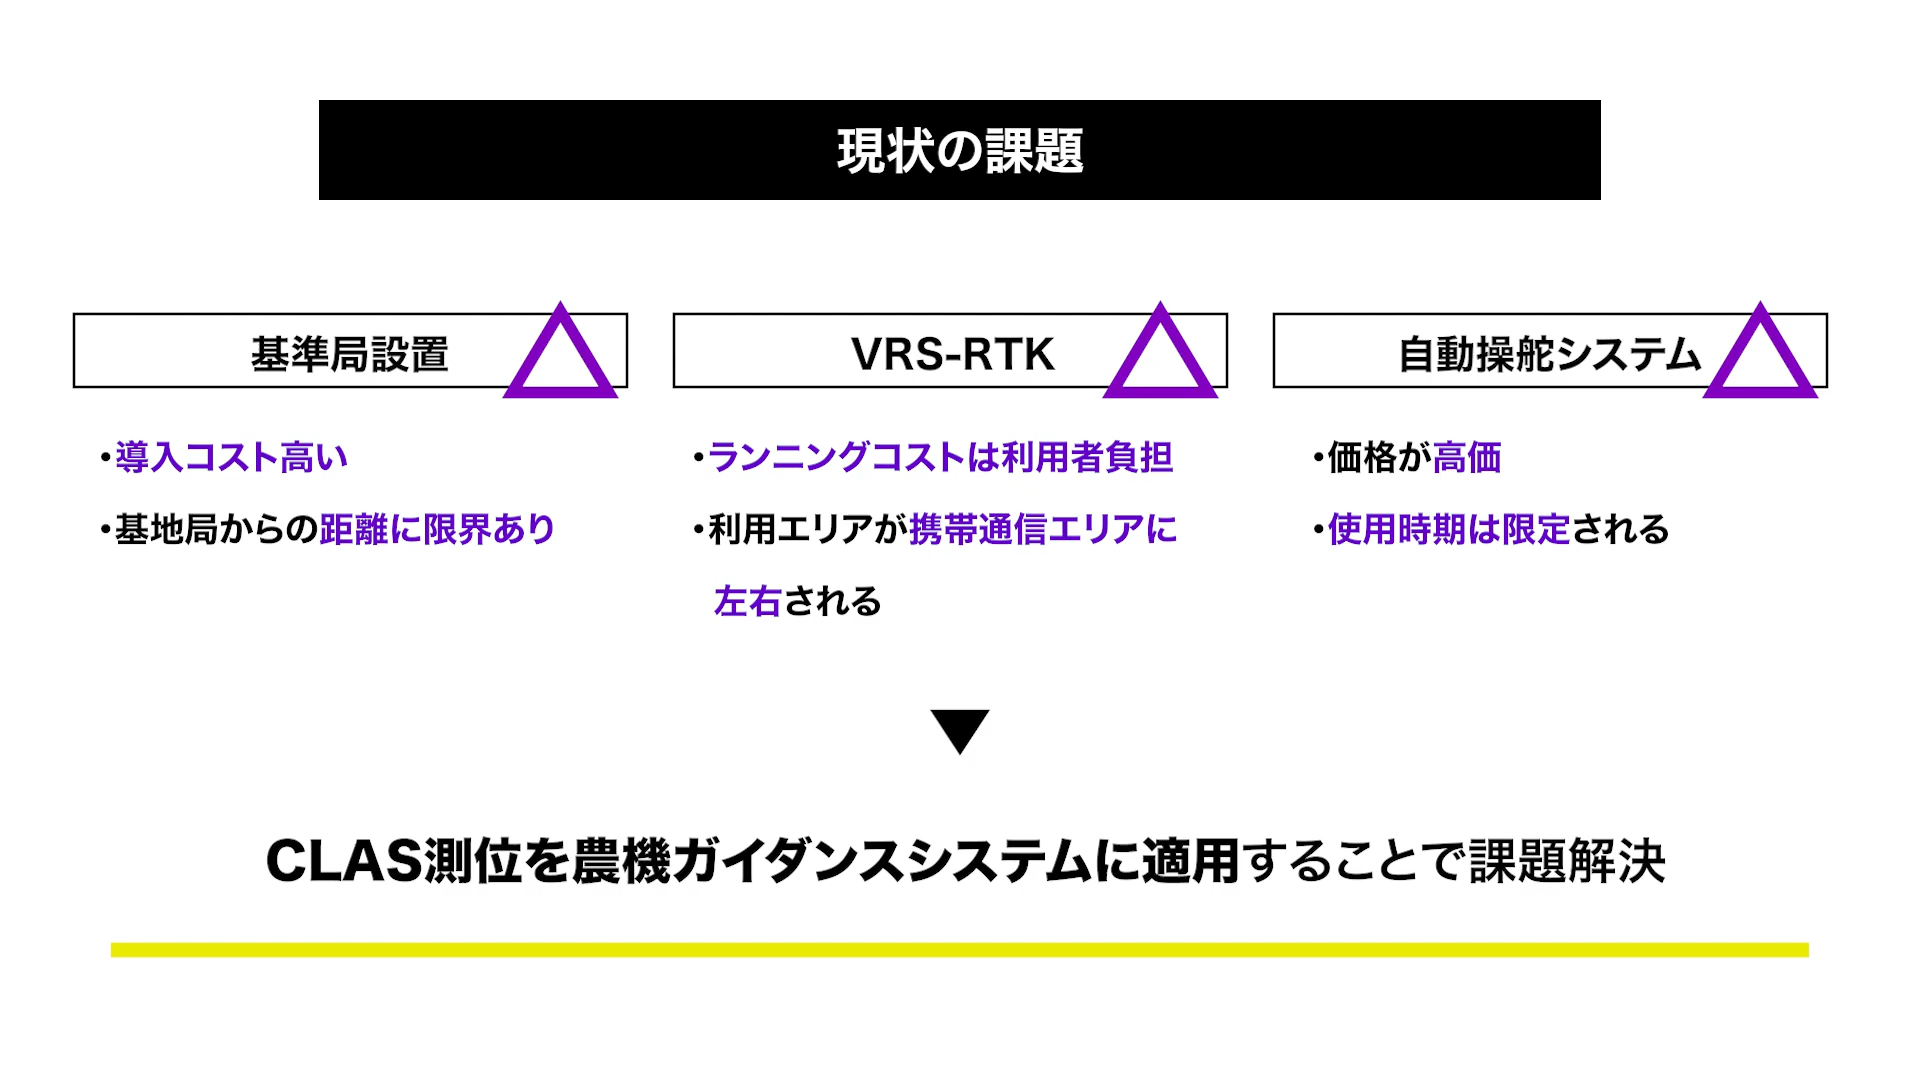 現状の課題
基準局設置
・導入コスト高い
・基地局からの距離に限界あり
VRS-RTK
・ランニングコストは利用者負担
・利用エリアが携帯通信エリアに
左右される
自動操舵システム
・価格が高価
・使用時期は限定される
CLAS測位を農機ガイダンスシステムに適用することで課題解決